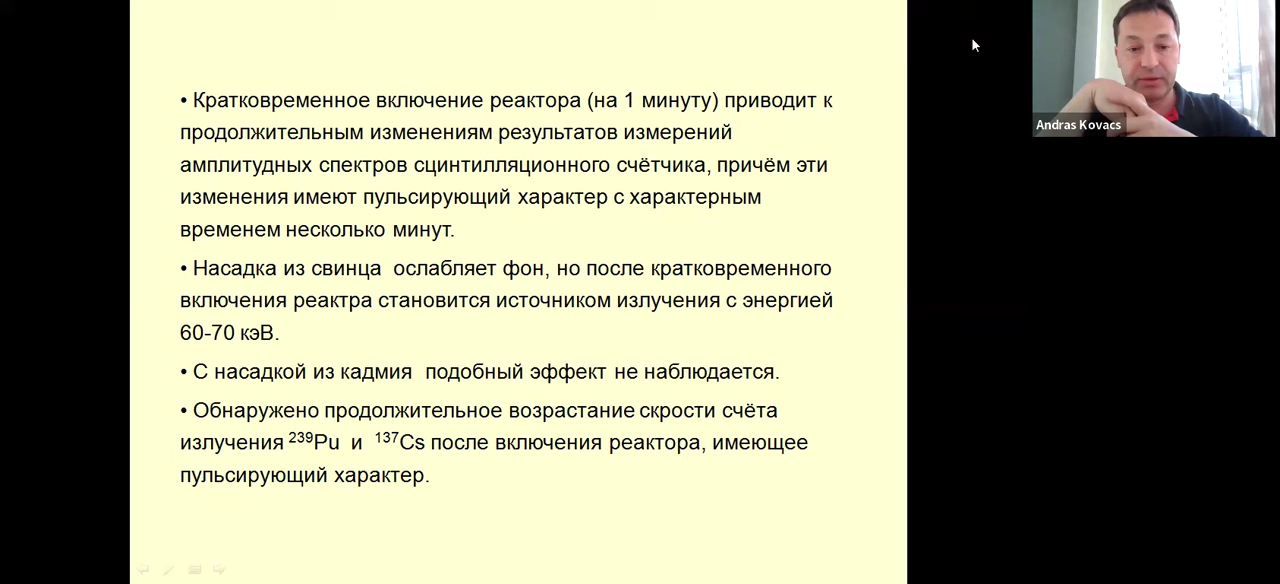 • Кратковременное включение реактора (на 1 минуту) приводит к
продолжительным изменениям результатов измерений
амплитудных спектров сцинтилляционного счётчика, причём эти
изменения имеют пульсирующий характер с характерным
временем несколько минут.
• Насадка из свинца ослабляет фон, но после кратковременного
включения реактра становится источником излучения с энергией
60-70 кэВ.
• С насадкой из кадмия подобный эффект не наблюдается.
• Обнаружено продолжительное возрастание скрости счёта
излучения ²³⁹Pu и ¹³⁷Cs после включения реактора, имеющее
пульсирующий характер.
Andras Kovacs